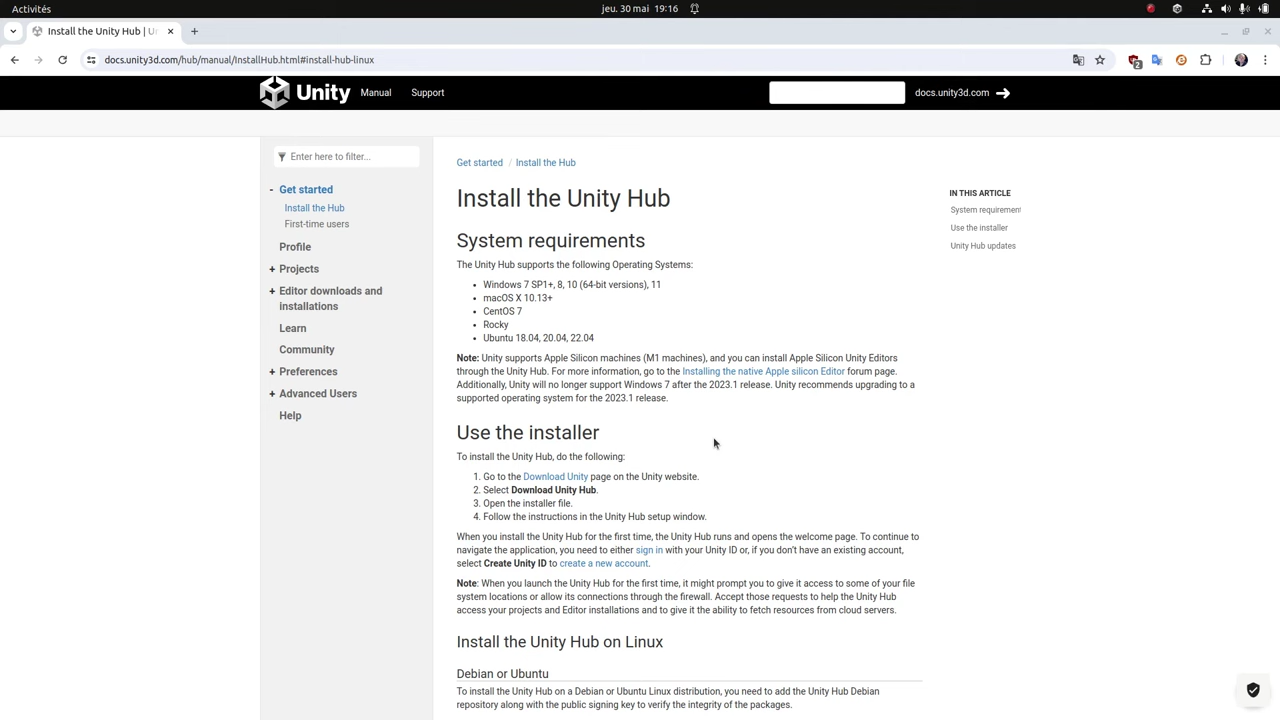 Activités
jeu. 30 mai 19:16
Install the Unity Hub | Un
docs.unity3d.com/hub/manual/InstallHub.html#install-hub-linux
2
Unity
Manual
Support
docs.unity3d.com
Enter here to filter...
- Get started
Install the Hub
First-time users
Profile
+ Projects
+ Editor downloads and
installations
Learn
Community
+ Preferences
+ Advanced Users
Help
Get started / Install the Hub
Install the Unity Hub
System requirements
The Unity Hub supports the following Operating Systems:
• Windows 7 SP1+, 8, 10 (64-bit versions), 11
• macOS X 10.13+
• CentOS 7
• Rocky
• Ubuntu 18.04, 20.04, 22.04
Note: Unity supports Apple Silicon machines (M1 machines), and you can install Apple Silicon Unity Editors
through the Unity Hub. For more information, go to the Installing the native Apple silicon Editor forum page.
Additionally, Unity will no longer support Windows 7 after the 2023.1 release. Unity recommends upgrading to a
supported operating system for the 2023.1 release.
Use the installer
To install the Unity Hub, do the following:
1. Go to the Download Unity page on the Unity website.
2. Select Download Unity Hub.
3. Open the installer file.
4. Follow the instructions in the Unity Hub setup window.
When you install the Unity Hub for the first time, the Unity Hub runs and opens the welcome page. To continue to
navigate the application, you need to either sign in with your Unity ID or, if you don't have an existing account,
select Create Unity ID to create a new account.
Note: When you launch the Unity Hub for the first time, it might prompt you to give it access to some of your file
system locations or allow its connections through the firewall. Accept those requests to help the Unity Hub
access your projects and Editor installations and to give it the ability to fetch resources from cloud servers.
Install the Unity Hub on Linux
Debian or Ubuntu
To install the Unity Hub on a Debian or Ubuntu Linux distribution, you need to add the Unity Hub Debian
repository along with the public signing key to verify the integrity of the packages.
IN THIS ARTICLE
System requirement
Use the installer
Unity Hub updates